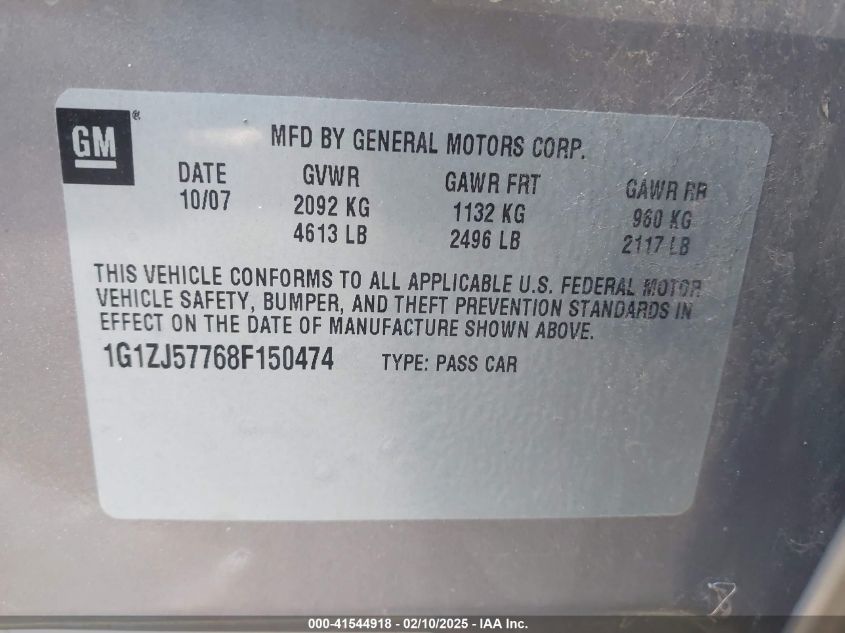 GM®
MFD BY GENERAL MOTORS CORP.
DATE GVWR GAWR FRT GAWR RR
10/07 2092 KG 1132 KG 960 KG
4613 LB 2496 LB 2117 LB
THIS VEHICLE CONFORMS TO ALL APPLICABLE U.S. FEDERAL MOTOR
VEHICLE SAFETY, BUMPER, AND THEFT PREVENTION STANDARDS IN
EFFECT ON THE DATE OF MANUFACTURE SHOWN ABOVE.
1G1ZJ57768F150474 TYPE: PASS CAR
000-41544918 - 02/10/2025 - IAA Inc.